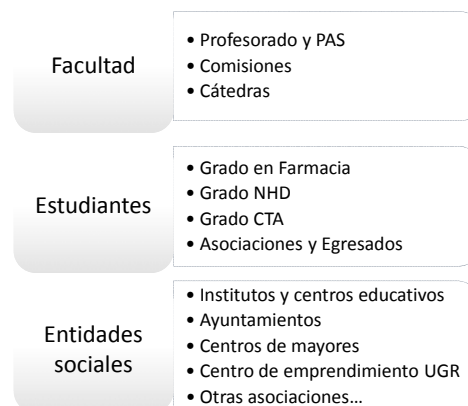 Facultad
• Profesorado y PAS
• Comisiones
• Cátedras
Estudiantes
• Grado en Farmacia
• Grado NHD
• Grado CTA
• Asociaciones y Egresados
Entidades
sociales
• Institutos y centros educativos
• Ayuntamientos
• Centros de mayores
• Centro de emprendimiento UGR
• Otras asociaciones...